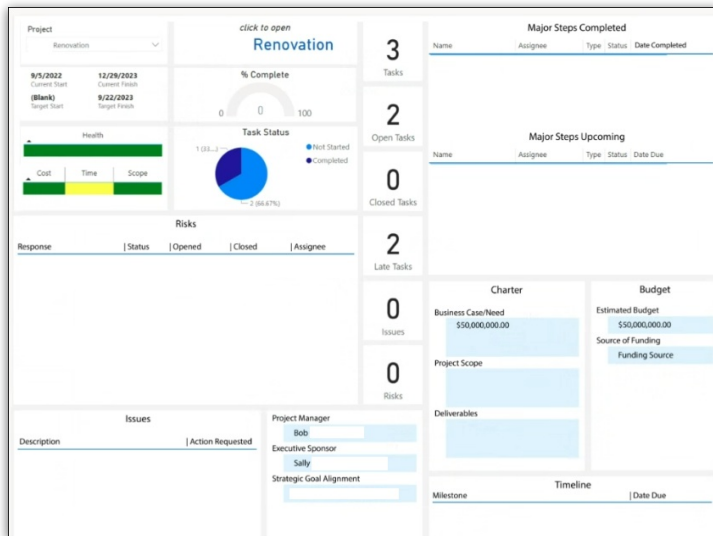 Project
Renovation
9/5/2022 12/29/2023
Current Start Current Finish
(Blank) 9/22/2023
Target Start Target Finish
Health
Cost Time Scope
click to open
Renovation
% Complete
0 0 100
Task Status
1 (33...)
2 (66.67%)
Not Started
Completed
3
Tasks
2
Open Tasks
0
Closed Tasks
2
Late Tasks
0
Issues
0
Risks
Major Steps Completed
Name Assignee Type Status Date Completed
Major Steps Upcoming
Name Assignee Type Status Date Due
Risks
Response |Status |Opened |Closed |Assignee
Charter
Business Case/Need
$50,000,000.00
Project Scope
Deliverables
Budget
Estimated Budget
$50,000,000.00
Source of Funding
Funding Source
Issues
Description |Action Requested
Project Manager
Bob
Executive Sponsor
Sally
Strategic Goal Alignment
Timeline
Milestone |Date Due